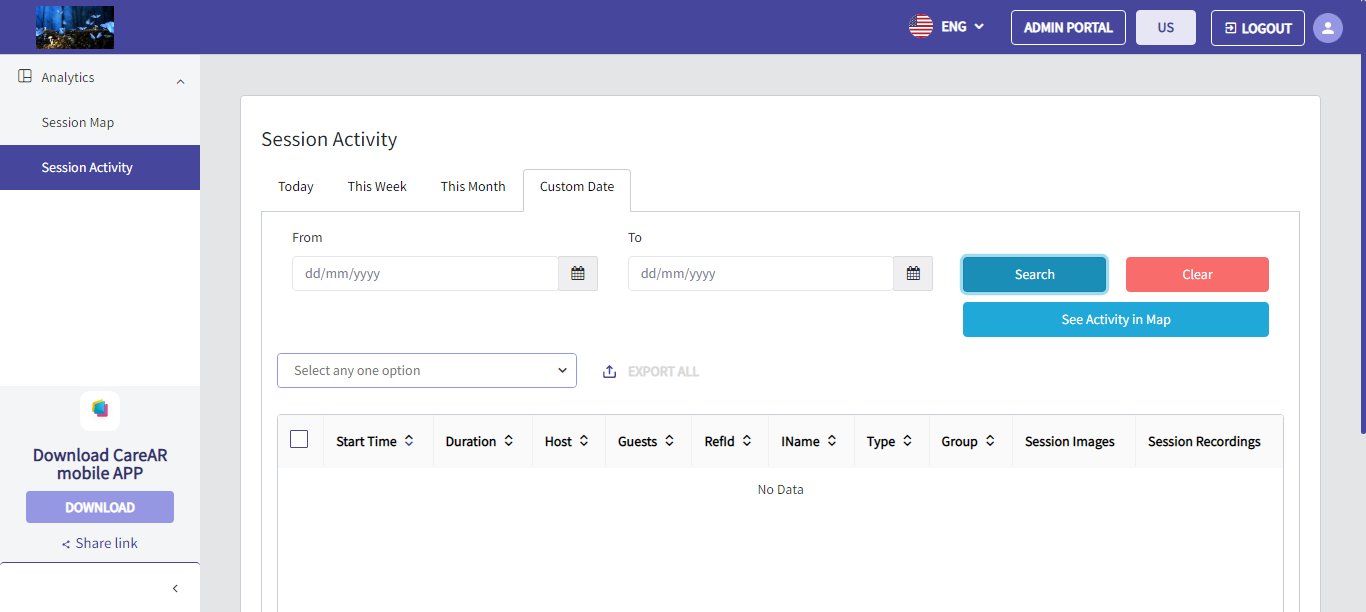 ENG
ADMIN PORTAL
US
LOGOUT
Analytics
Session Map
Session Activity
Download CareAR
mobile APP
DOWNLOAD
Share link
Session Activity
Today This Week This Month Custom Date
From To
dd/mm/yyyy dd/mm/yyyy Search Clear
See Activity in Map
Select any one option EXPORT ALL
Start Time Duration Host Guests RefId IName Type Group Session Images Session Recordings
No Data